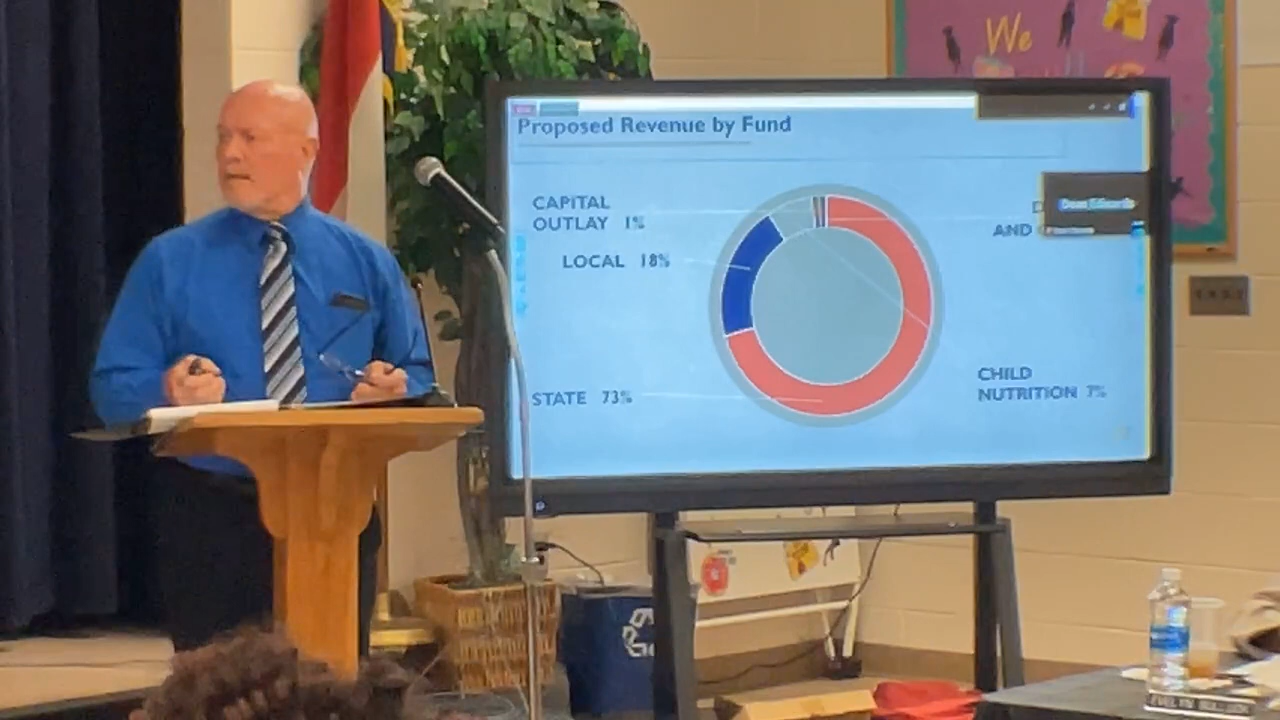 We
Proposed Revenue by Fund
CAPITAL
OUTLAY 1%
AND
LOCAL 18%
STATE 73%
CHILD
NUTRITION 7%